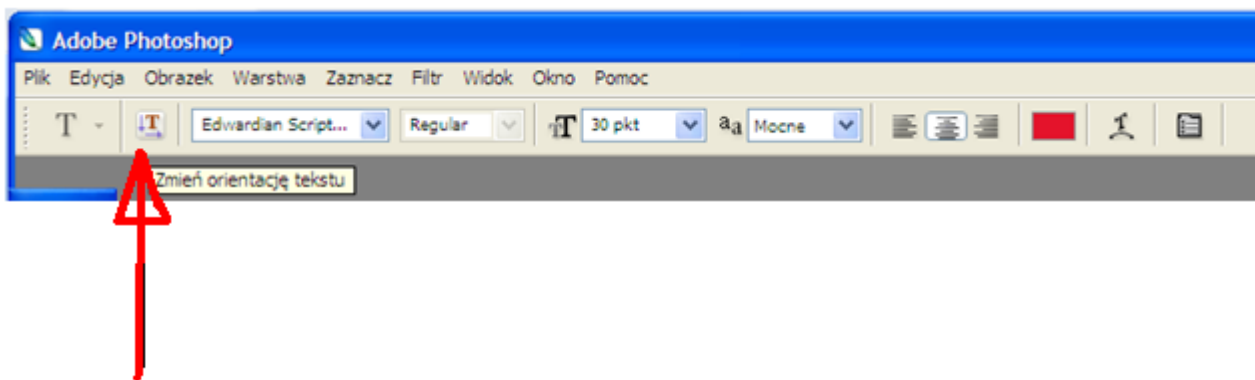 Adobe Photoshop
Plik Edycja Obrazek Warstwa Zaznacz Filtr Widok Okno Pomoc
T T Edwardian Script... Regular TT 30 pkt aa Mocne T
Zmień orientację tekstu